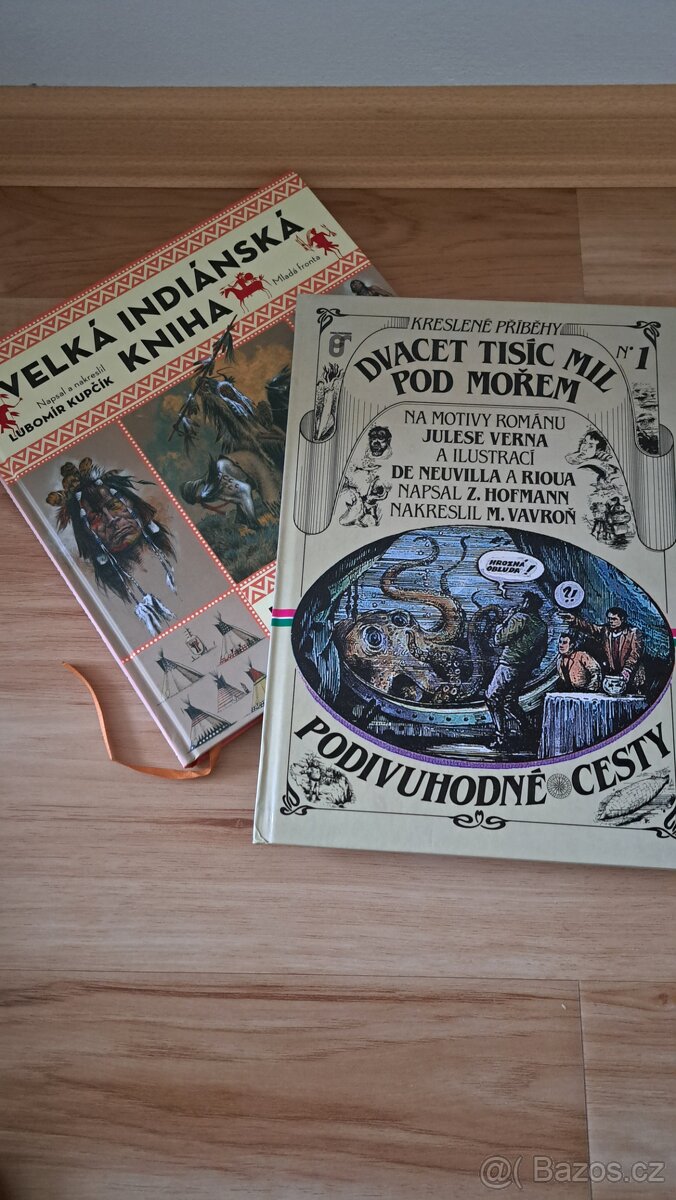 VELKÁ INDIÁNSKÁ
KNIHA
Mladá fronta
Napsal a nakreslil
ĽUBOMÍR KUPČÍK
KRESLENÉ PŘÍBĚHY
N° 1
DVACET TISÍC MIL
POD MOŘEM
NA MOTIVY ROMÁNU
JULESE VERNA
A ILUSTRACÍ
DE NEUVILLA A RIOUA
NAPSAL Z. HOFMANN
NAKRESLIL M. VAVROŇ
HROZNÁ
OBLUDA!
?!
PODIVUHODNÉ CESTY
@( Bazos.cz